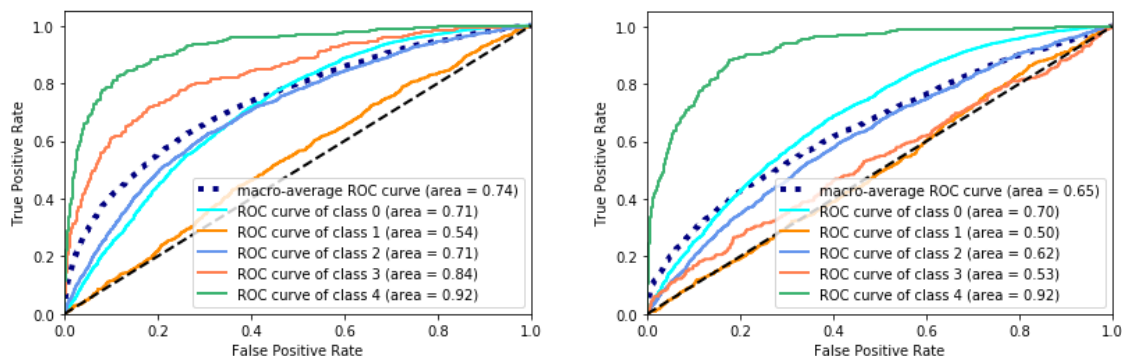 True Positive Rate
1.0
0.8
0.6
0.4
0.2
0.0
macro-average ROC curve (area = 0.74)
ROC curve of class 0 (area = 0.71)
ROC curve of class 1 (area = 0.54)
ROC curve of class 2 (area = 0.71)
ROC curve of class 3 (area = 0.84)
ROC curve of class 4 (area = 0.92)
0.0 0.2 0.4 0.6 0.8 1.0
False Positive Rate
True Positive Rate
1.0
0.8
0.6
0.4
0.2
0.0
macro-average ROC curve (area = 0.65)
ROC curve of class 0 (area = 0.70)
ROC curve of class 1 (area = 0.50)
ROC curve of class 2 (area = 0.62)
ROC curve of class 3 (area = 0.53)
ROC curve of class 4 (area = 0.92)
0.0 0.2 0.4 0.6 0.8 1.0
False Positive Rate